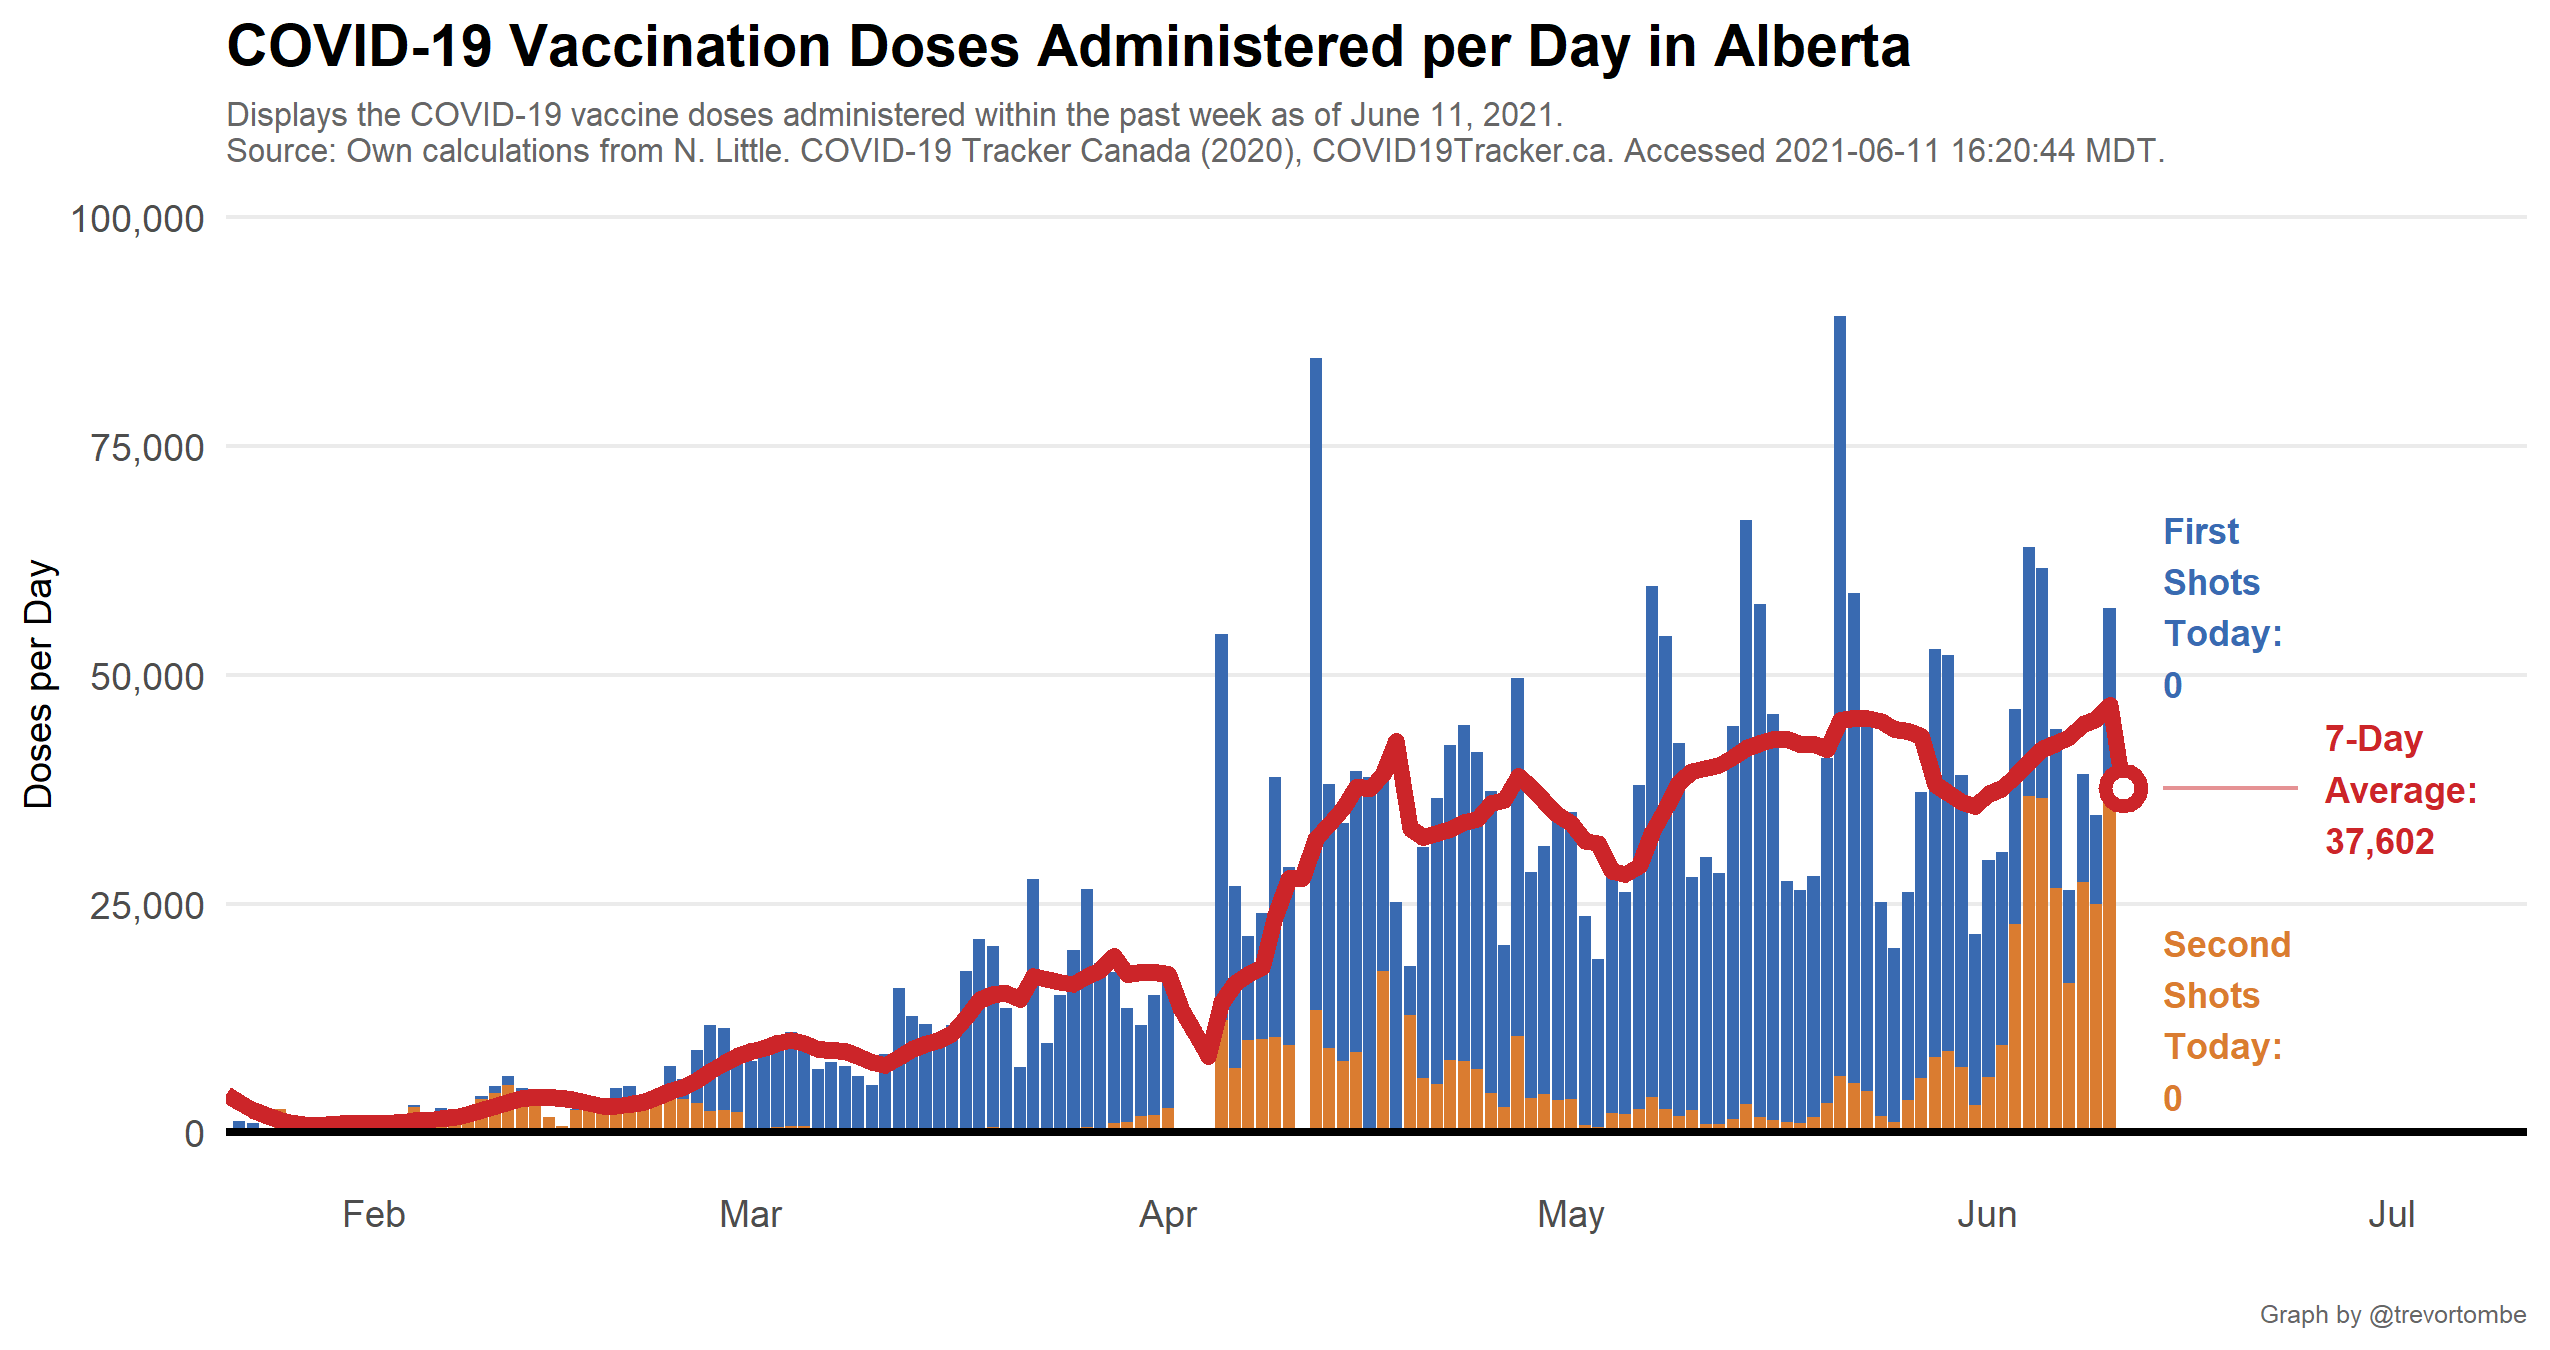 COVID-19 Vaccination Doses Administered per Day in Alberta
Displays the COVID-19 vaccine doses administered within the past week as of June 11, 2021.
Source: Own calculations from N. Little. COVID-19 Tracker Canada (2020), COVID19Tracker.ca. Accessed 2021-06-11 16:20:44 MDT.
100,000
75,000
50,000
25,000
0
Doses per Day
First
Shots
Today:
0
7-Day
Average:
37,602
Second
Shots
Today:
0
Feb
Mar
Apr
May
Jun
Jul
Graph by @trevortombe